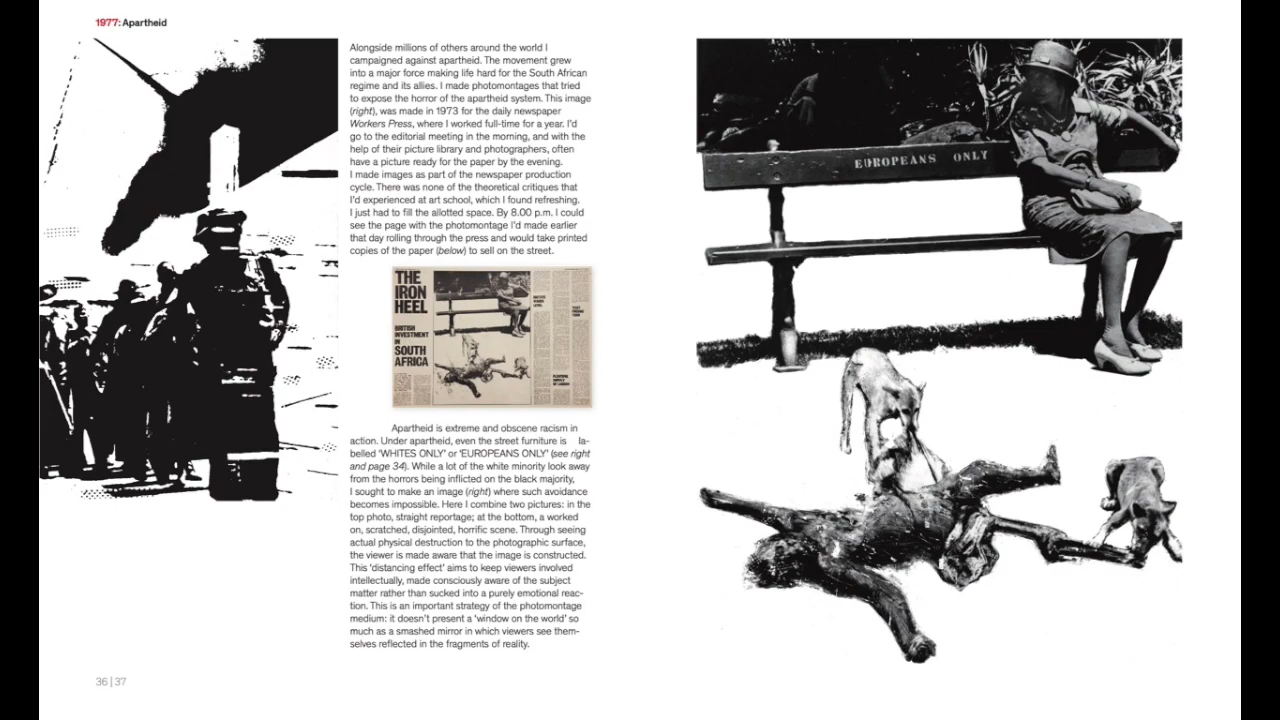 1977: Apartheid
Alongside millions of others around the world I
campaigned against apartheid. The movement grew
into a major force making life hard for the South African
regime and its allies. I made photomontages that tried
to expose the horror of the apartheid system. This image
(right), was made in 1973 for the daily newspaper
Workers Press, where I worked full-time for a year. I'd
go to the editorial meeting in the morning, and with the
help of their picture library and photographers, often
have a picture ready for the paper by the evening.
I made images as part of the newspaper production
cycle. There was none of the theoretical critiques that
I'd experienced at art school, which I found refreshing.
I just had to fill the allotted space. By 8.00 p.m. I could
see the page with the photomontage I'd made earlier
that day rolling through the press and would take printed
copies of the paper (below) to sell on the street.
THE
IRON
HEEL
BRITISH
INVESTMENT
IN
SOUTH
AFRICA
Apartheid is extreme and obscene racism in
action. Under apartheid, even the street furniture is la-
belled 'WHITES ONLY' or 'EUROPEANS ONLY' (see right
and page 34). While a lot of the white minority look away
from the horrors being inflicted on the black majority,
I sought to make an image (right) where such avoidance
becomes impossible. Here I combine two pictures: in the
top photo, straight reportage; at the bottom, a worked
on, scratched, disjointed, horrific scene. Through seeing
actual physical destruction to the photographic surface,
the viewer is made aware that the image is constructed.
This 'distancing effect' aims to keep viewers involved
intellectually, made consciously aware of the subject
matter rather than sucked into a purely emotional reac-
tion. This is an important strategy of the photomontage
medium: it doesn't present a 'window on the world' so
much as a smashed mirror in which viewers see them-
selves reflected in the fragments of reality.
36 | 37
EUROPEANS ONLY